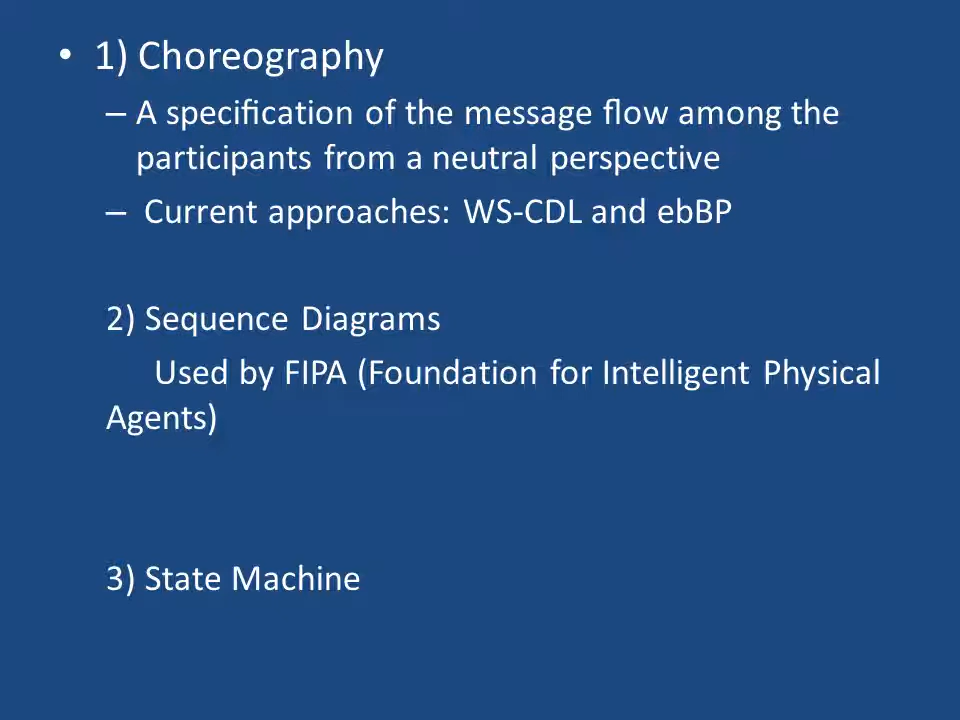 • 1) Choreography
– A specification of the message flow among the
participants from a neutral perspective
– Current approaches: WS-CDL and ebBP
2) Sequence Diagrams
Used by FIPA (Foundation for Intelligent Physical
Agents)
3) State Machine